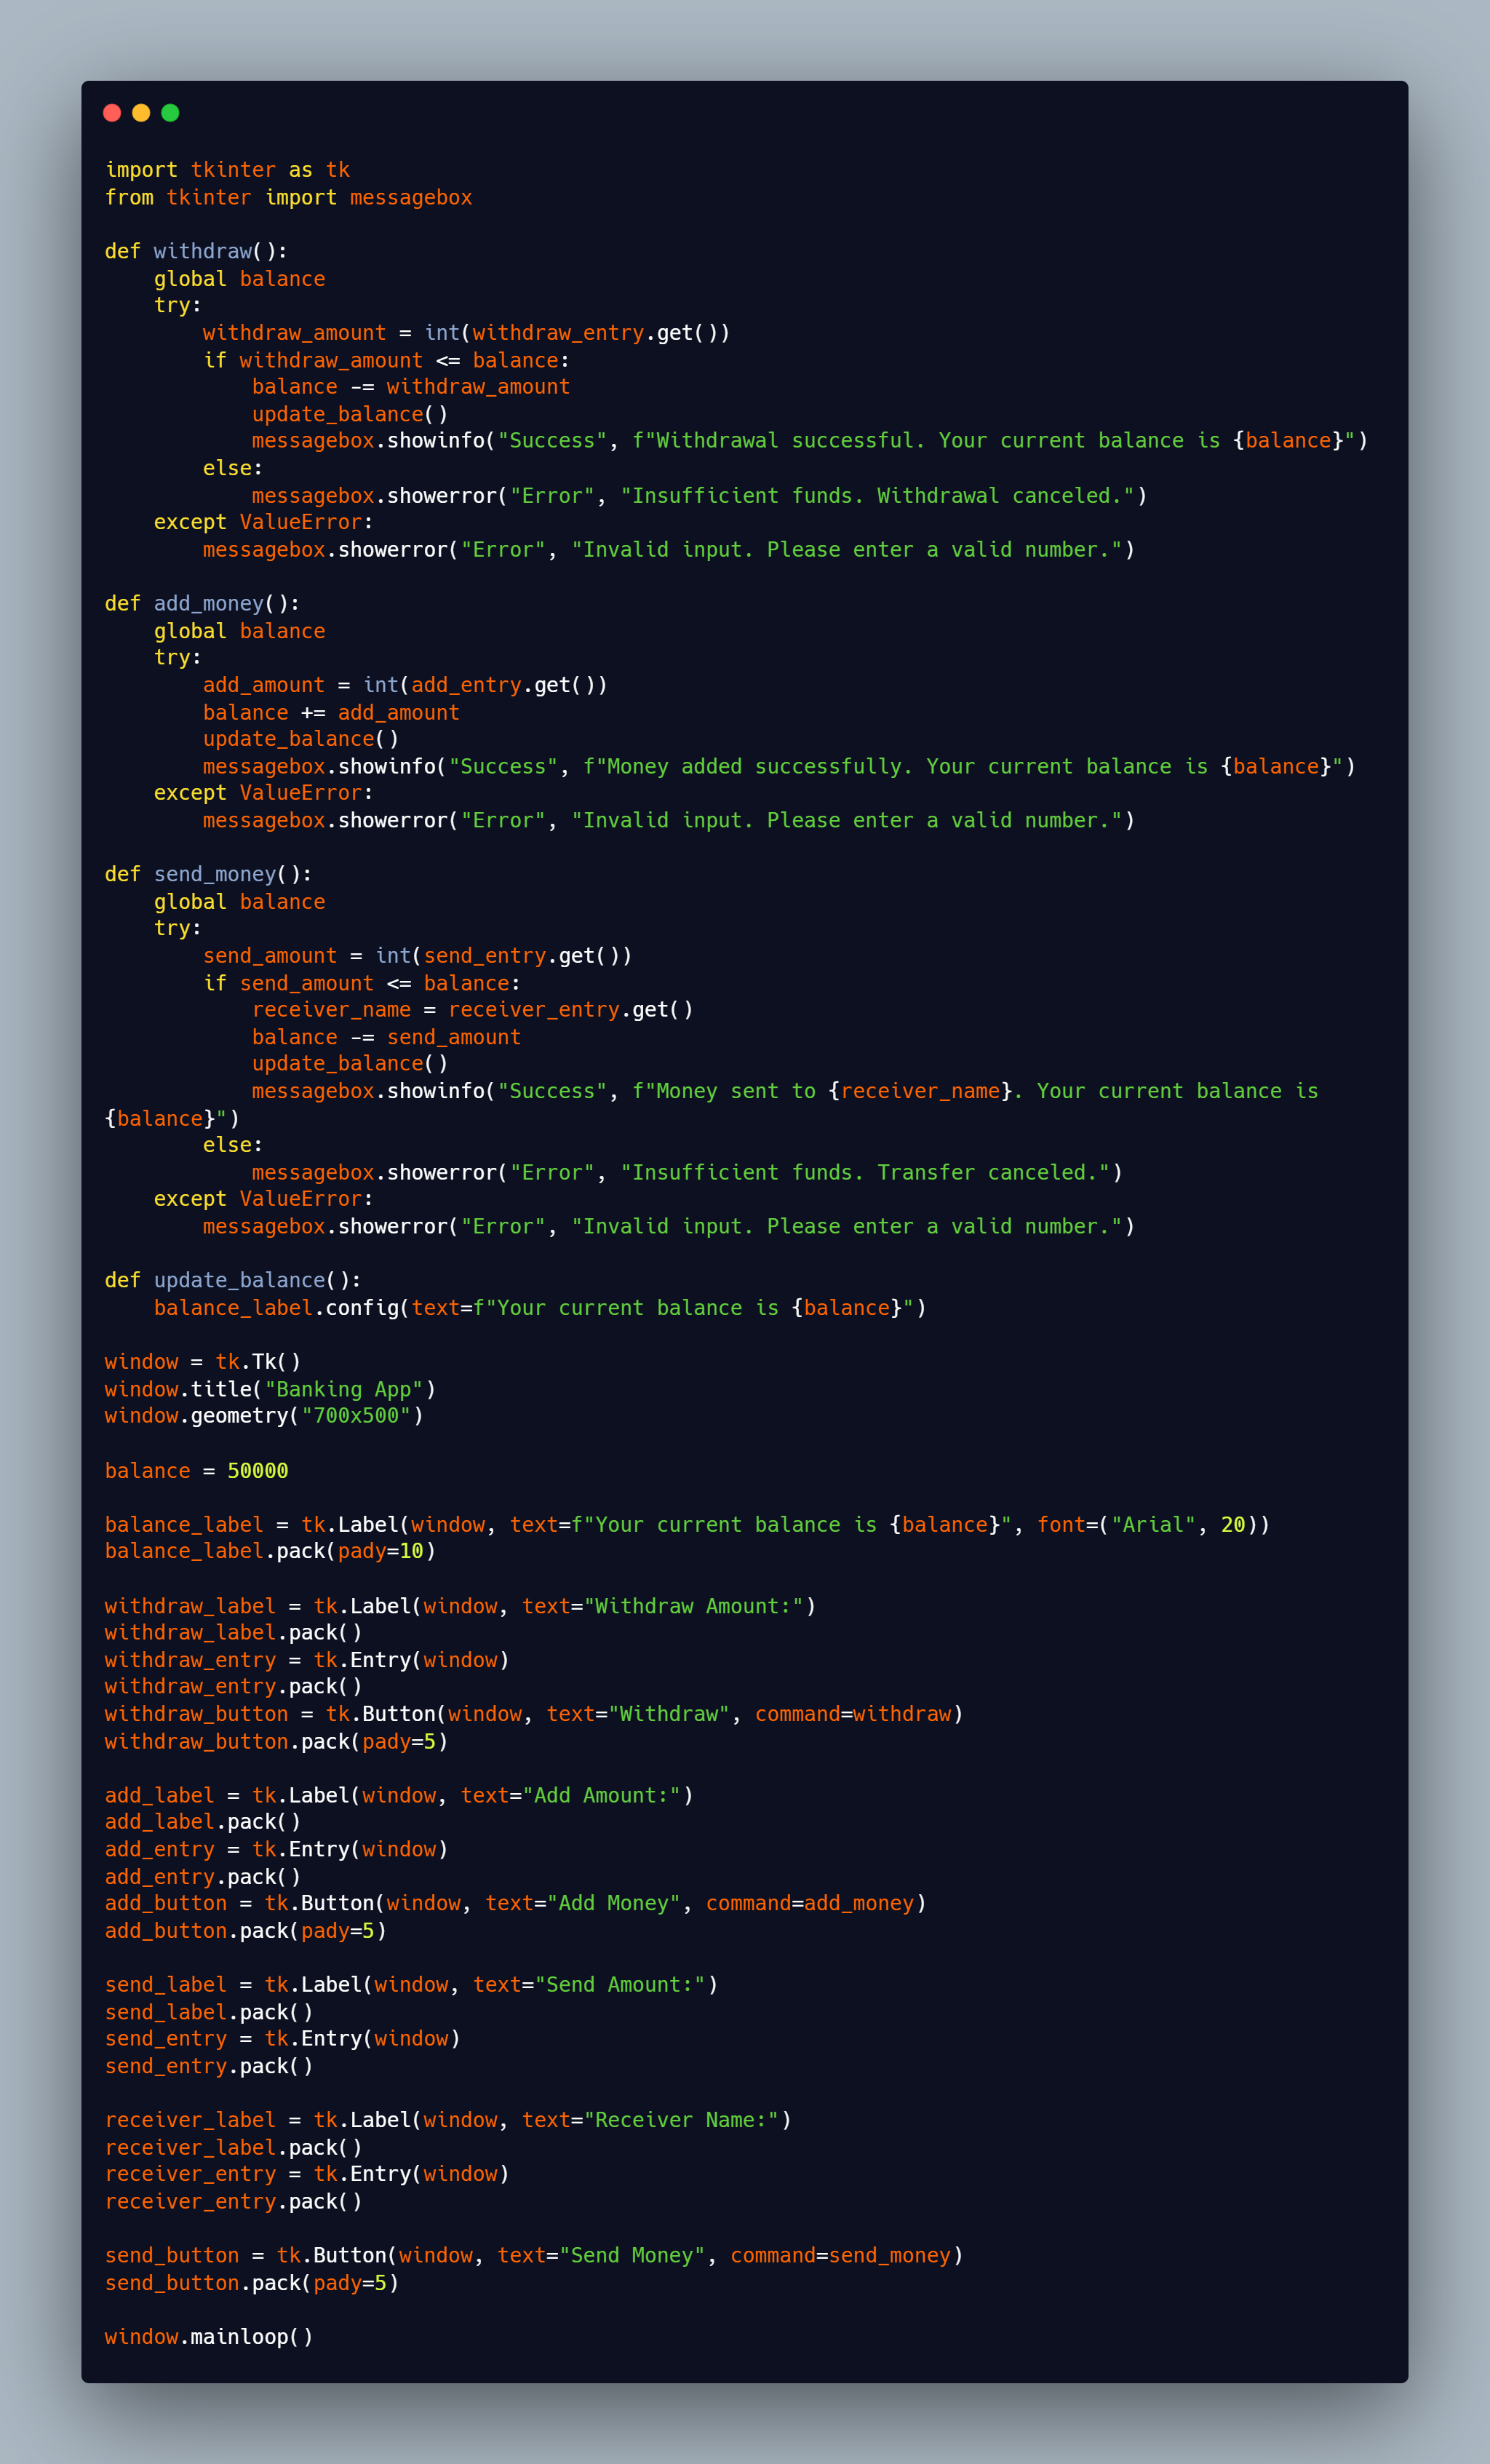 import tkinter as tk
from tkinter import messagebox

def withdraw():
    global balance
    try:
        withdraw_amount = int(withdraw_entry.get())
        if withdraw_amount <= balance:
            balance -= withdraw_amount
            update_balance()
            messagebox.showinfo("Success", f"Withdrawal successful. Your current balance is {balance}")
        else:
            messagebox.showerror("Error", "Insufficient funds. Withdrawal canceled.")
    except ValueError:
        messagebox.showerror("Error", "Invalid input. Please enter a valid number.")

def add_money():
    global balance
    try:
        add_amount = int(add_entry.get())
        balance += add_amount
        update_balance()
        messagebox.showinfo("Success", f"Money added successfully. Your current balance is {balance}")
    except ValueError:
        messagebox.showerror("Error", "Invalid input. Please enter a valid number.")

def send_money():
    global balance
    try:
        send_amount = int(send_entry.get())
        if send_amount <= balance:
            receiver_name = receiver_entry.get()
            balance -= send_amount
            update_balance()
            messagebox.showinfo("Success", f"Money sent to {receiver_name}. Your current balance is
{balance}")
        else:
            messagebox.showerror("Error", "Insufficient funds. Transfer canceled.")
    except ValueError:
        messagebox.showerror("Error", "Invalid input. Please enter a valid number.")

def update_balance():
    balance_label.config(text=f"Your current balance is {balance}")

window = tk.Tk()
window.title("Banking App")
window.geometry("700x500")

balance = 50000

balance_label = tk.Label(window, text=f"Your current balance is {balance}", font=("Arial", 20))
balance_label.pack(pady=10)

withdraw_label = tk.Label(window, text="Withdraw Amount:")
withdraw_label.pack()
withdraw_entry = tk.Entry(window)
withdraw_entry.pack()
withdraw_button = tk.Button(window, text="Withdraw", command=withdraw)
withdraw_button.pack(pady=5)

add_label = tk.Label(window, text="Add Amount:")
add_label.pack()
add_entry = tk.Entry(window)
add_entry.pack()
add_button = tk.Button(window, text="Add Money", command=add_money)
add_button.pack(pady=5)

send_label = tk.Label(window, text="Send Amount:")
send_label.pack()
send_entry = tk.Entry(window)
send_entry.pack()

receiver_label = tk.Label(window, text="Receiver Name:")
receiver_label.pack()
receiver_entry = tk.Entry(window)
receiver_entry.pack()

send_button = tk.Button(window, text="Send Money", command=send_money)
send_button.pack(pady=5)

window.mainloop()